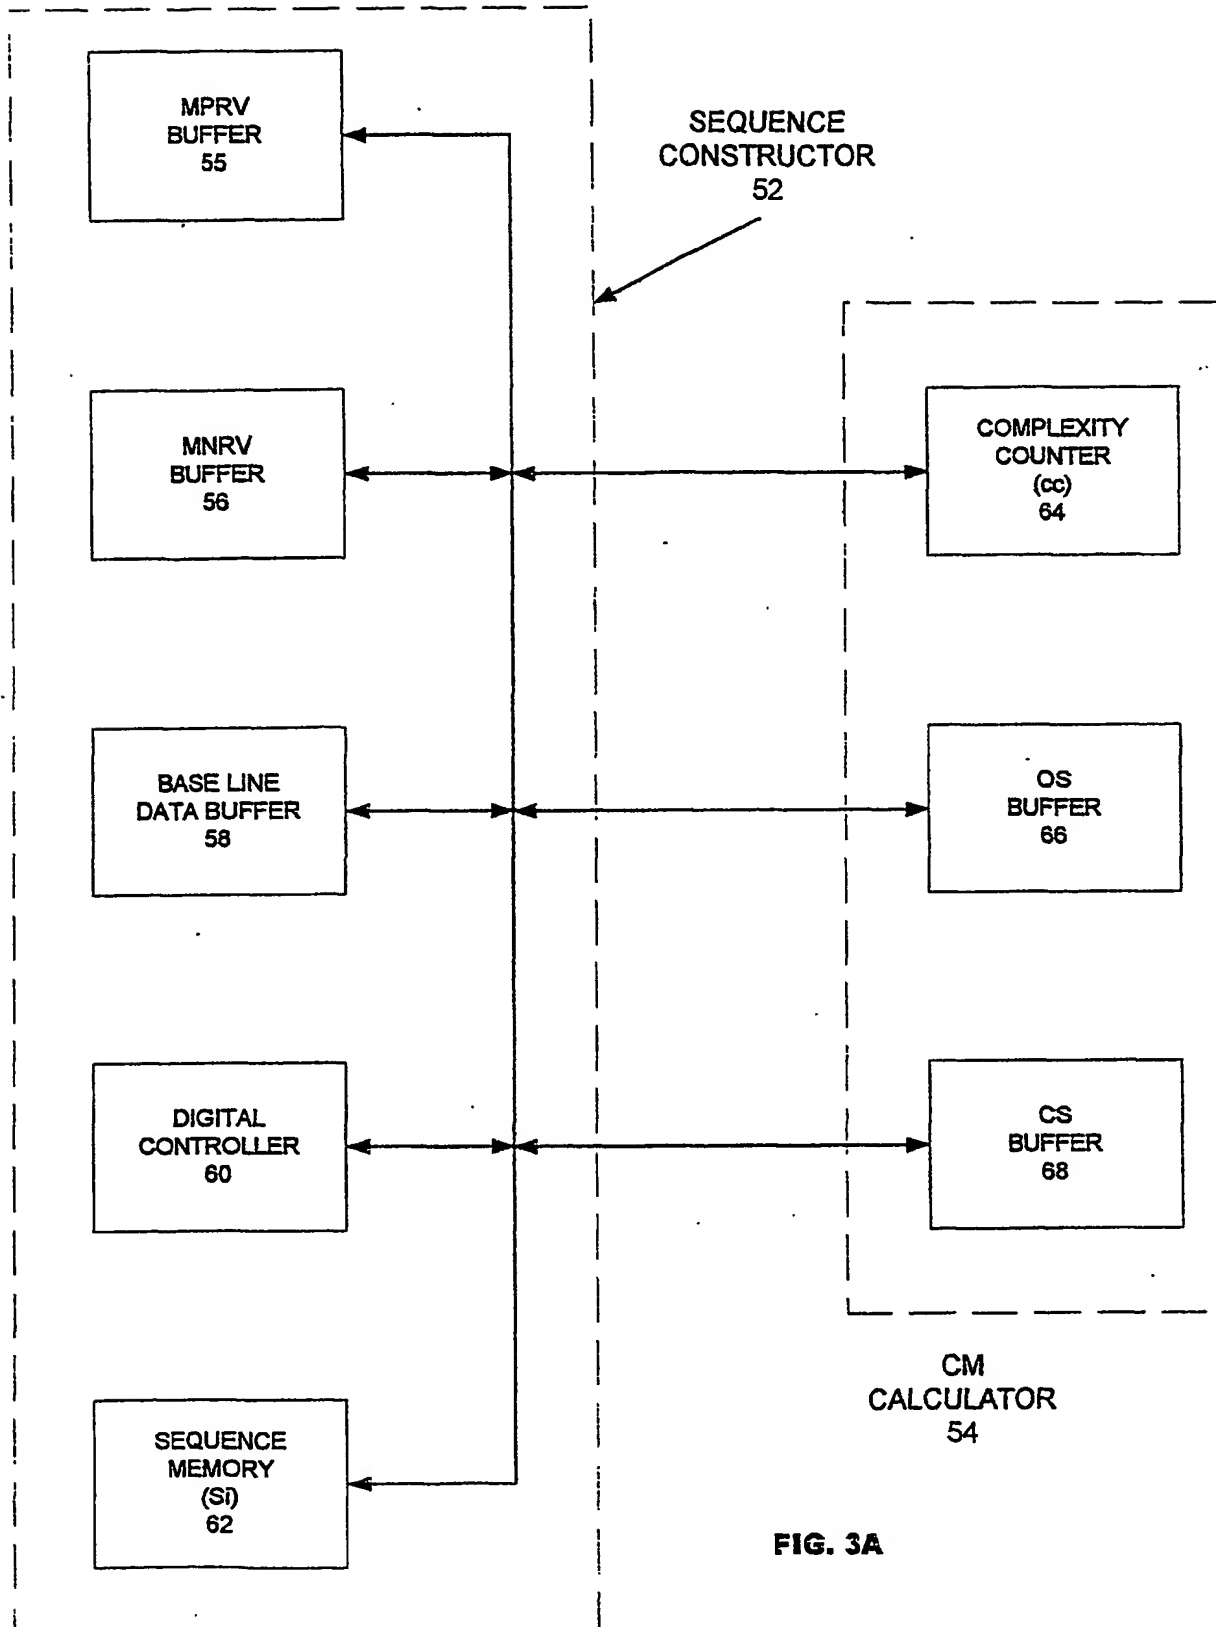 MPRV
BUFFER
55
SEQUENCE
CONSTRUCTOR
52
MNRV
BUFFER
56
COMPLEXITY
COUNTER
(cc)
64
BASE LINE
DATA BUFFER
58
OS
BUFFER
66
DIGITAL
CONTROLLER
60
CS
BUFFER
68
CM
CALCULATOR
54
SEQUENCE
MEMORY
(Si)
62
FIG. 3A